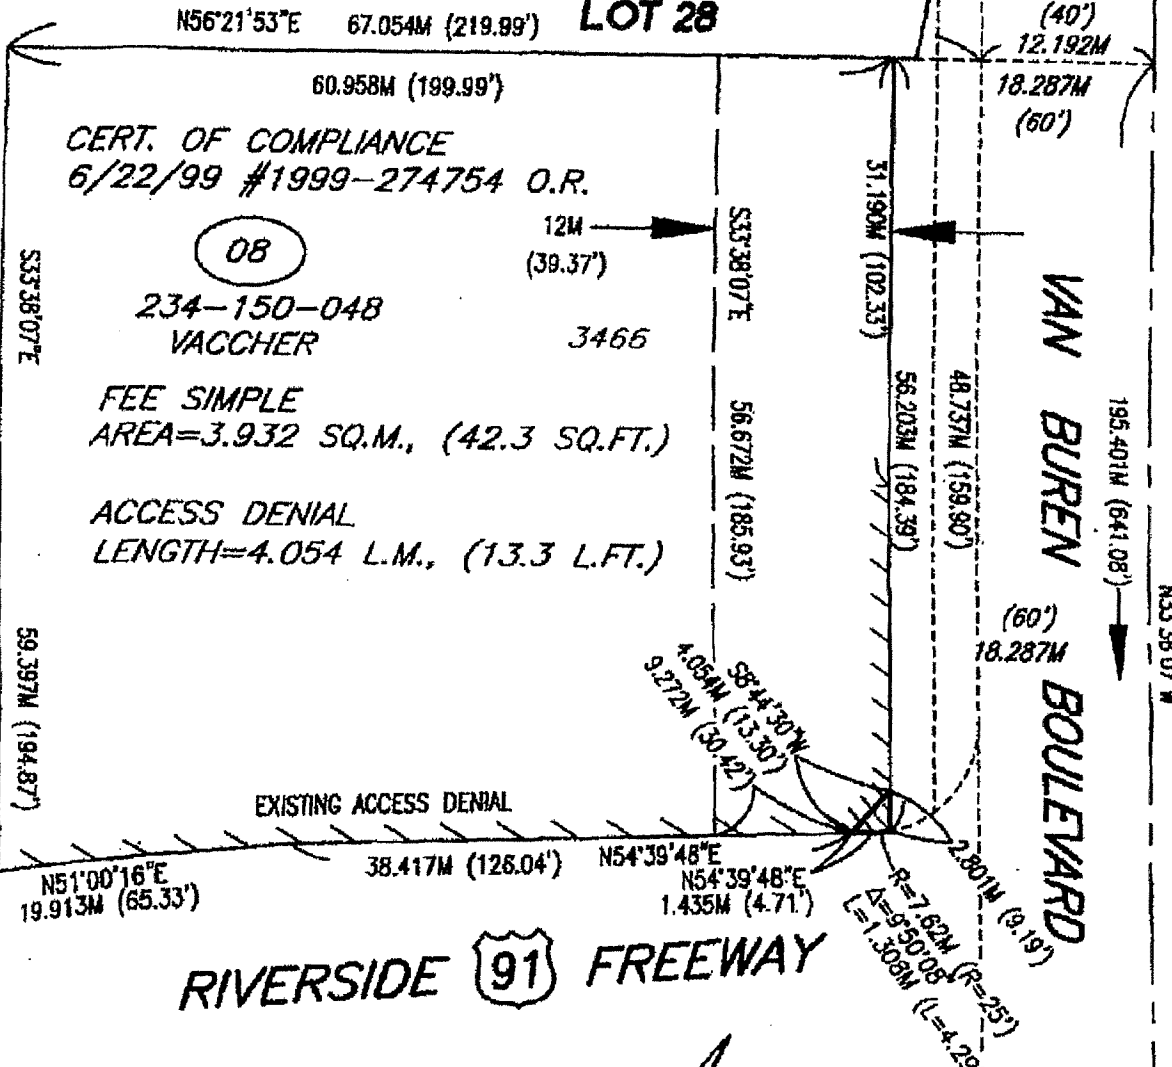 N56°21'53"E 67.054M (219.99') LOT 28
(40')
12.192M
60.958M (199.99')
18.287M
(60')
CERT. OF COMPLIANCE
6/22/99 #1999-274754 O.R.
08
12M
(39.37')
234-150-048
VACCHER
3466
FEE SIMPLE
AREA=3.932 SQ.M., (42.3 SQ.FT.)
ACCESS DENIAL
LENGTH=4.054 L.M., (13.3 L.FT.)
S33°38'07"E
59.397M (194.87')
S33°38'07"E
56.672M (185.93')
31.190M (102.33')
56.203M (184.39')
48.737M (159.90')
VAN BUREN BOULEVARD
195.401M (641.08')
N33°38'07"W
(60')
18.287M
S8°44'30"W
4.054M (13.30')
9.272M (30.42')
EXISTING ACCESS DENIAL
N51°00'16"E
19.913M (65.33')
38.417M (126.04')
N54°39'48"E
N54°39'48"E
1.435M (4.71')
2.801M (9.19')
R=7.62M (R=25')
Δ=9°50'08"
L=1.308M (L=4.29
RIVERSIDE 91 FREEWAY